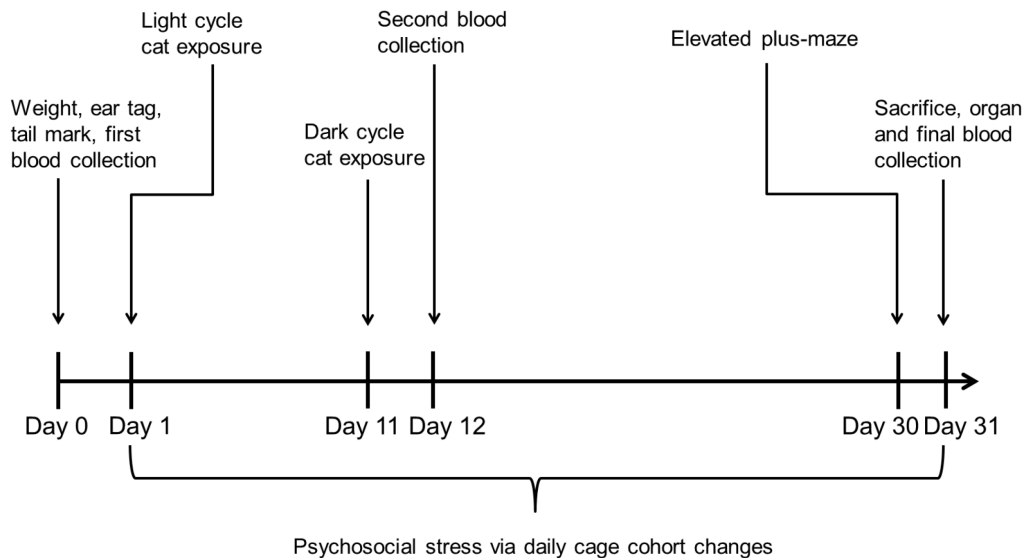 Light cycle
cat exposure
Second blood
collection
Elevated plus-maze
Weight, ear tag,
tail mark, first
blood collection
Dark cycle
cat exposure
Sacrifice, organ
and final blood
collection
Day 0
Day 1
Day 11
Day 12
Day 30
Day 31
Psychosocial stress via daily cage cohort changes